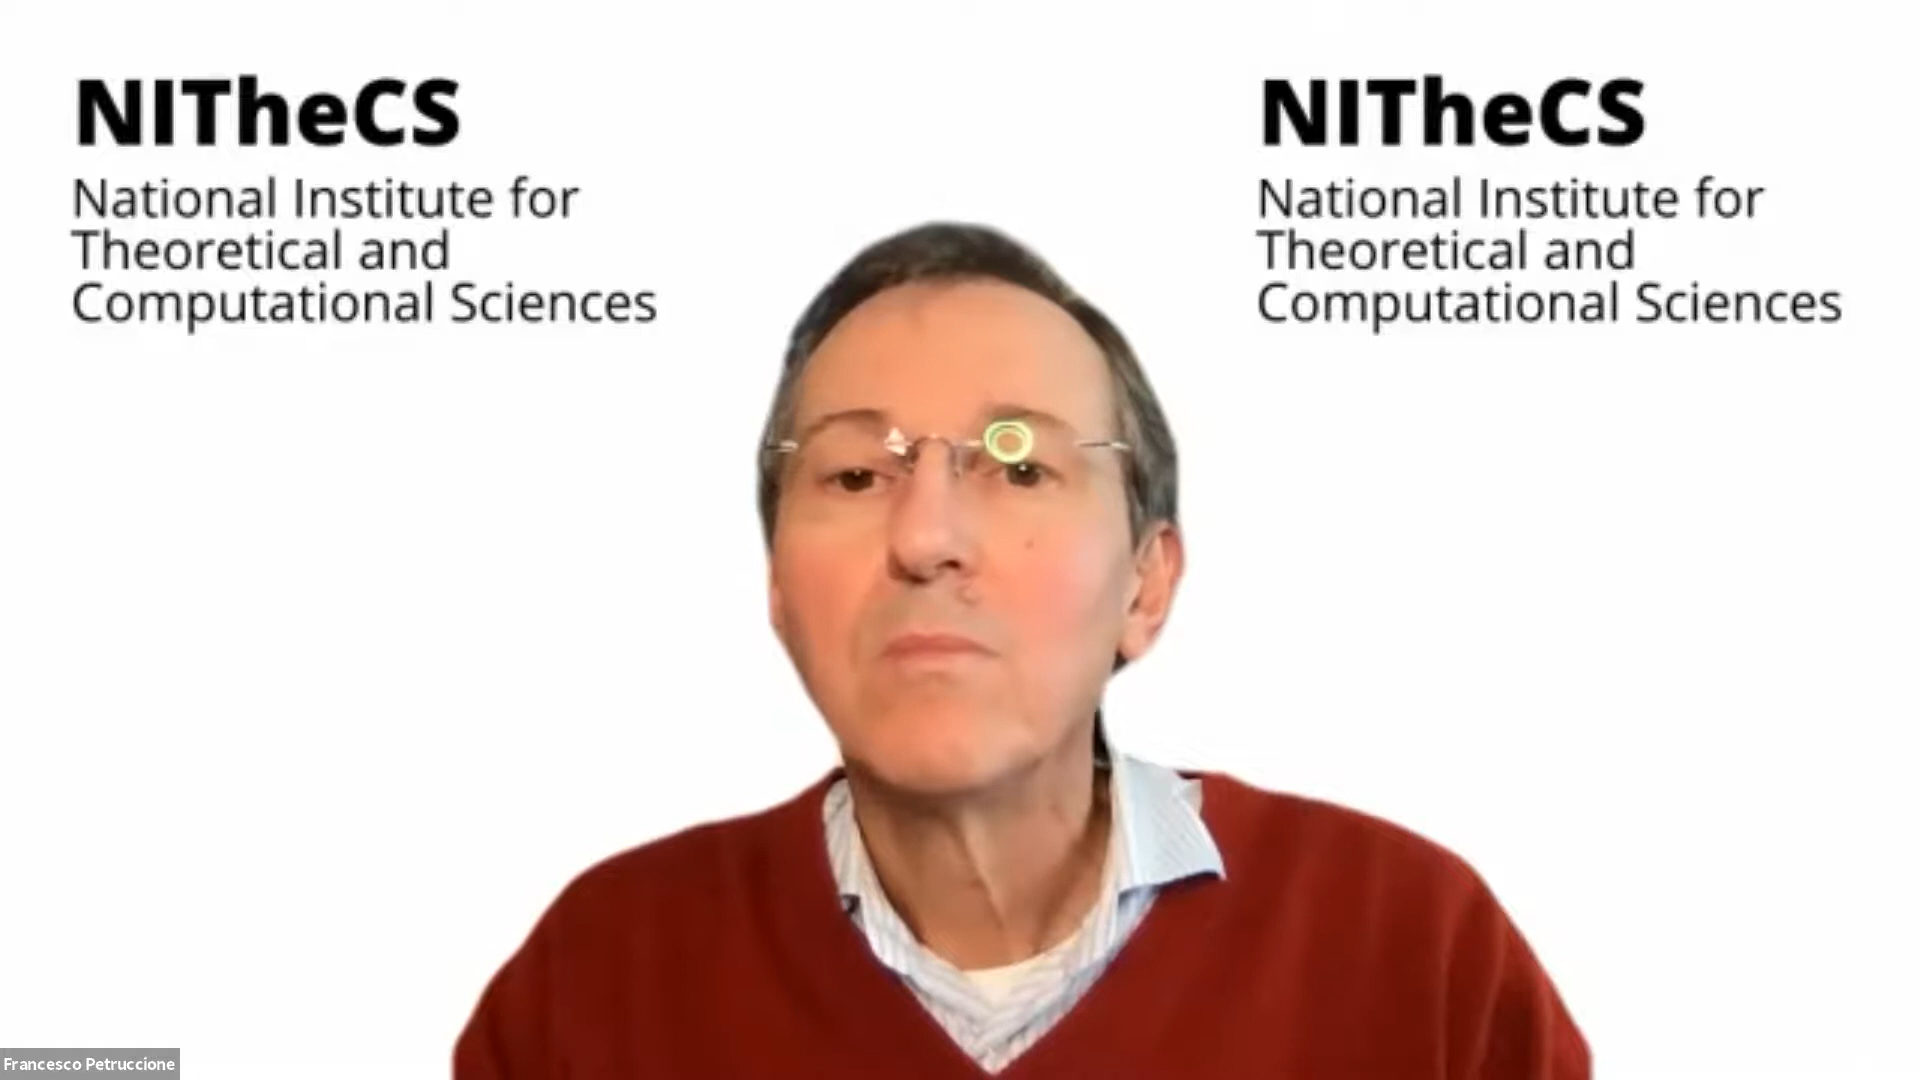 NITheCS
National Institute for
Theoretical and
Computational Sciences
NITheCS
National Institute for
Theoretical and
Computational Sciences
Francesco Petruccione